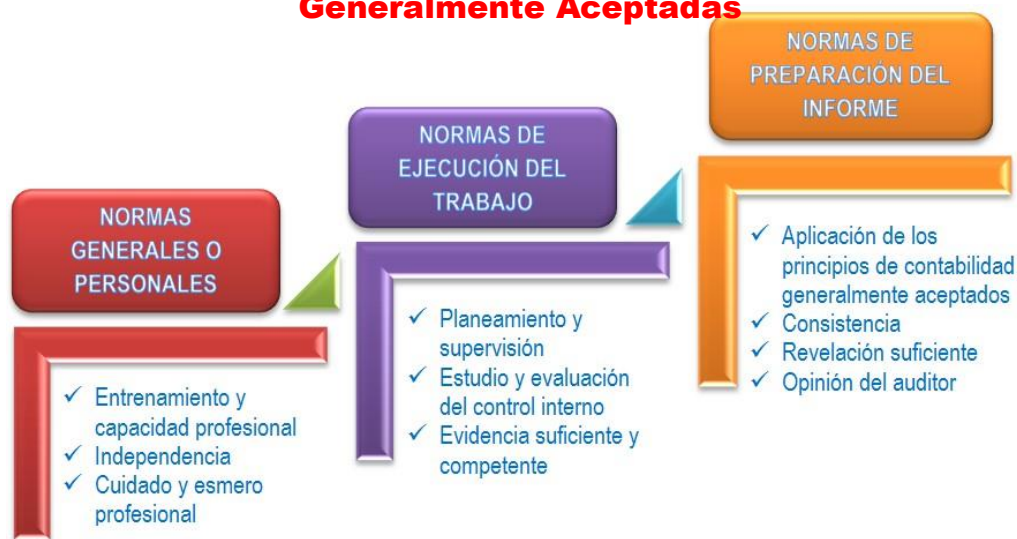 Generalmente Aceptadas
NORMAS
GENERALES O
PERSONALES
✓ Entrenamiento y
capacidad profesional
✓ Independencia
✓ Cuidado y esmero
profesional
NORMAS DE
EJECUCIÓN DEL
TRABAJO
✓ Planeamiento y
supervisión
✓ Estudio y evaluación
del control interno
✓ Evidencia suficiente y
competente
NORMAS DE
PREPARACIÓN DEL
INFORME
✓ Aplicación de los
principios de contabilidad
generalmente aceptados
✓ Consistencia
✓ Revelación suficiente
✓ Opinión del auditor